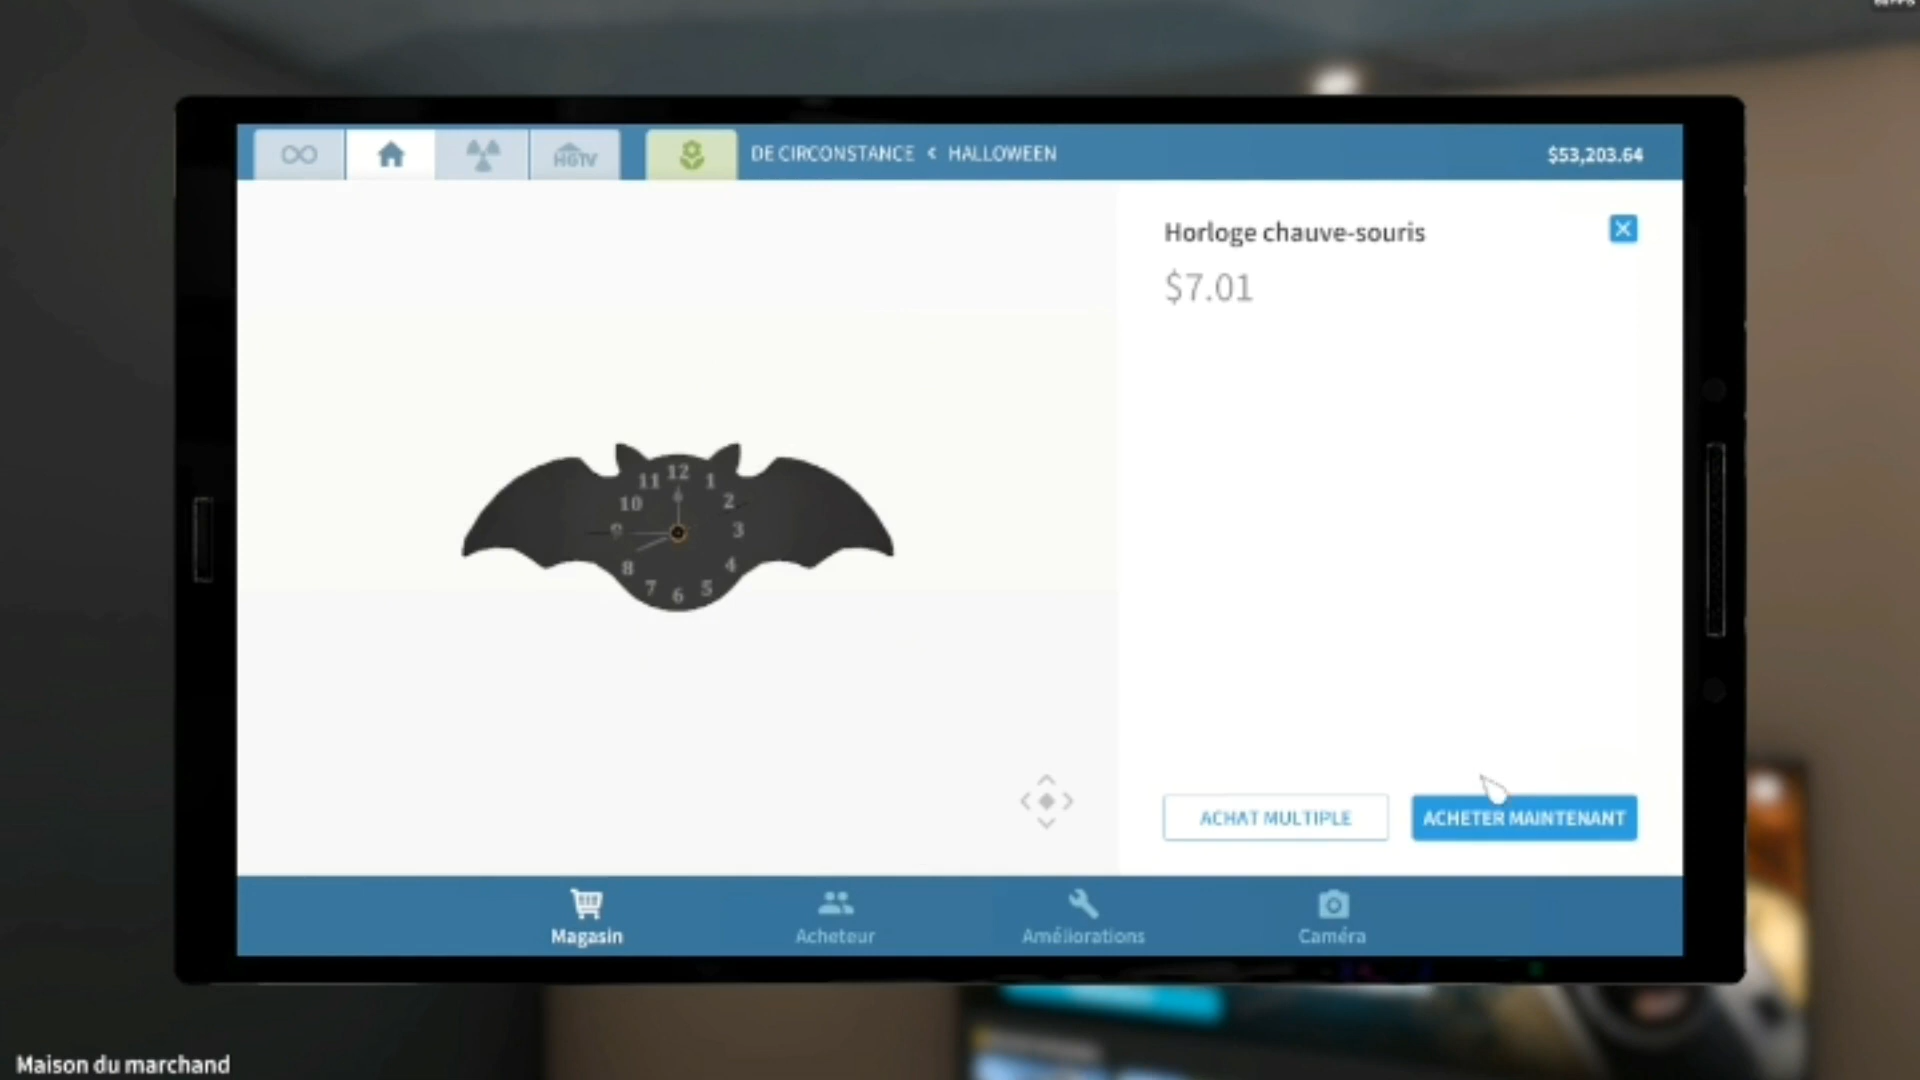 HGTV
DE CIRCONSTANCE < HALLOWEEN
$53,203.64
Horloge chauve-souris
$7.01
12
11
1
10
2
9
3
8
4
7
6
5
ACHAT MULTIPLE
ACHETER MAINTENANT
Magasin
Acheteur
Améliorations
Caméra
Maison du marchand